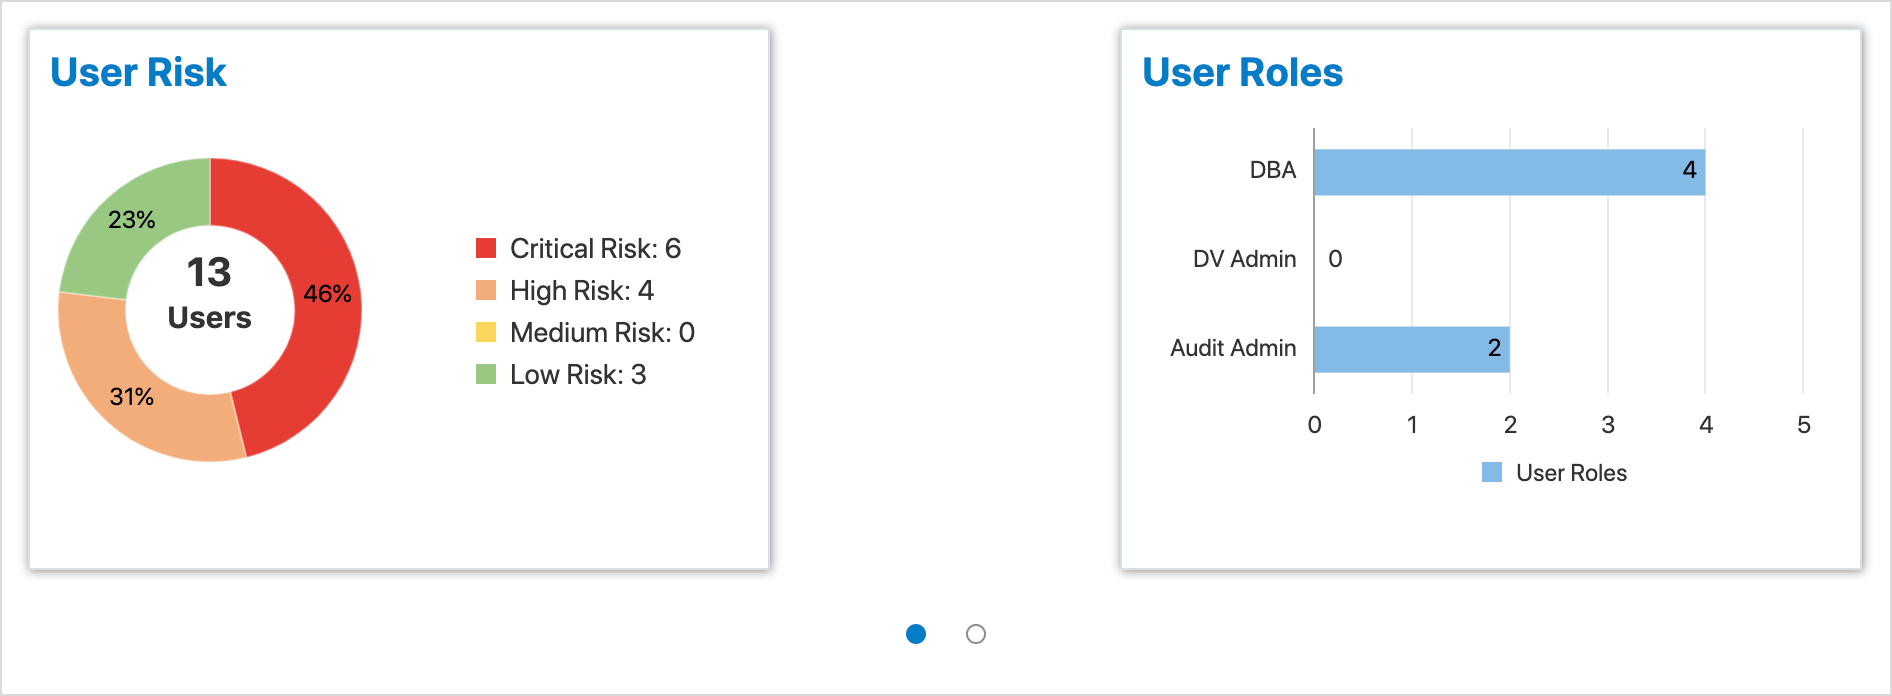 User Risk
23%
46%
31%
13
Users
Critical Risk: 6
High Risk: 4
Medium Risk: 0
Low Risk: 3
User Roles
DBA 4
DV Admin 0
Audit Admin 2
0 1 2 3 4 5
User Roles